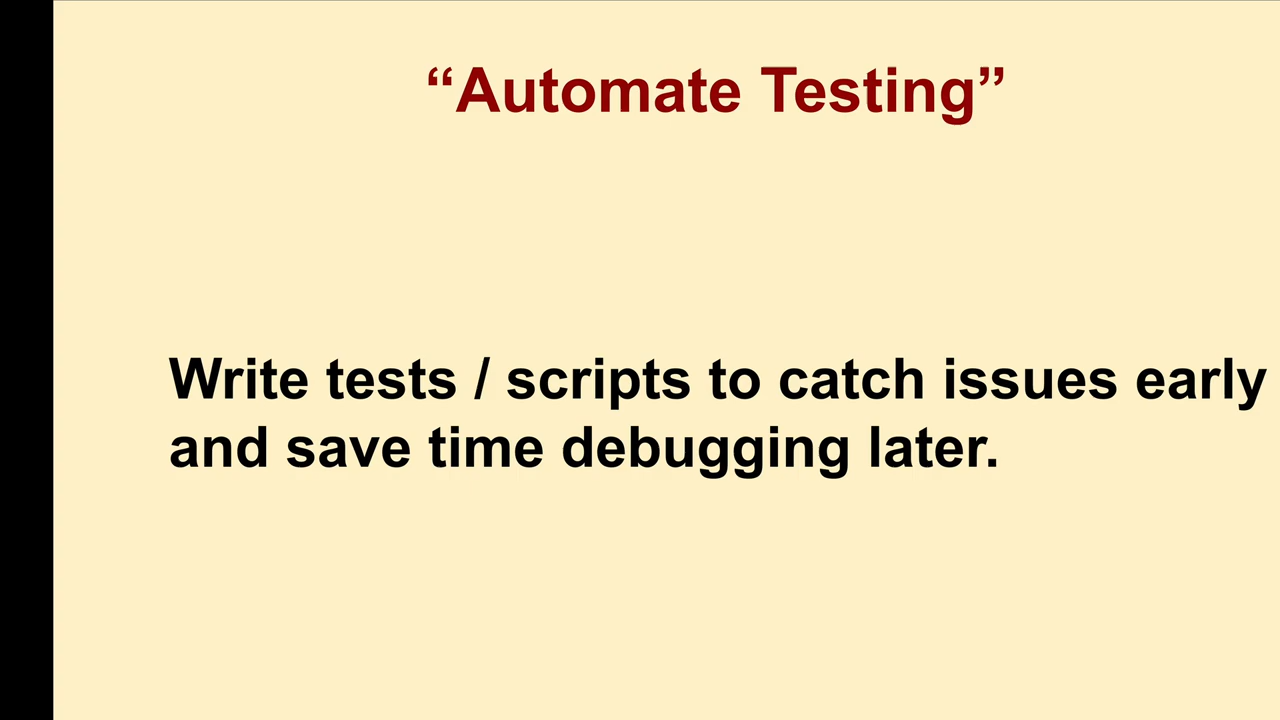 “Automate Testing”
Write tests / scripts to catch issues early
and save time debugging later.